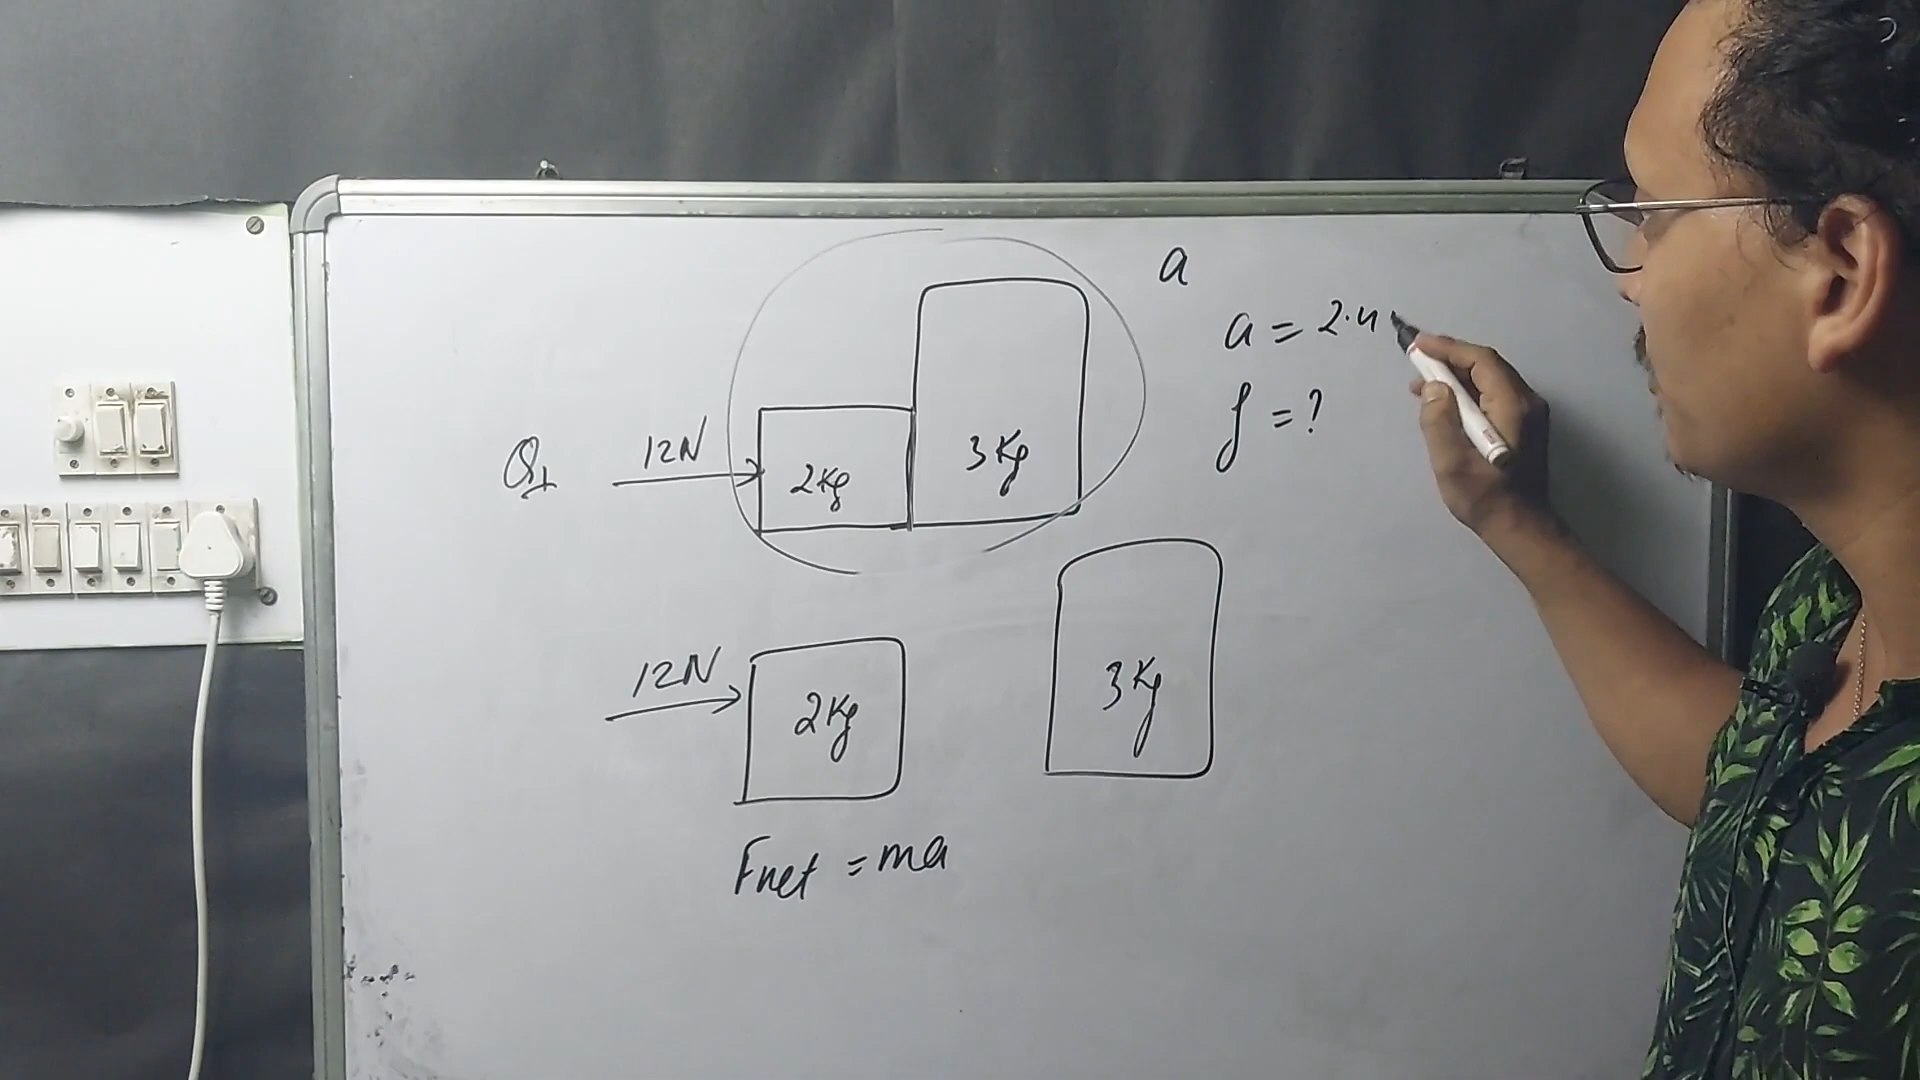 a
a = 2.4
f = ?
Q1 12N 2Kg 3Kg
12N 2Kg 3Kg
Fnet = ma